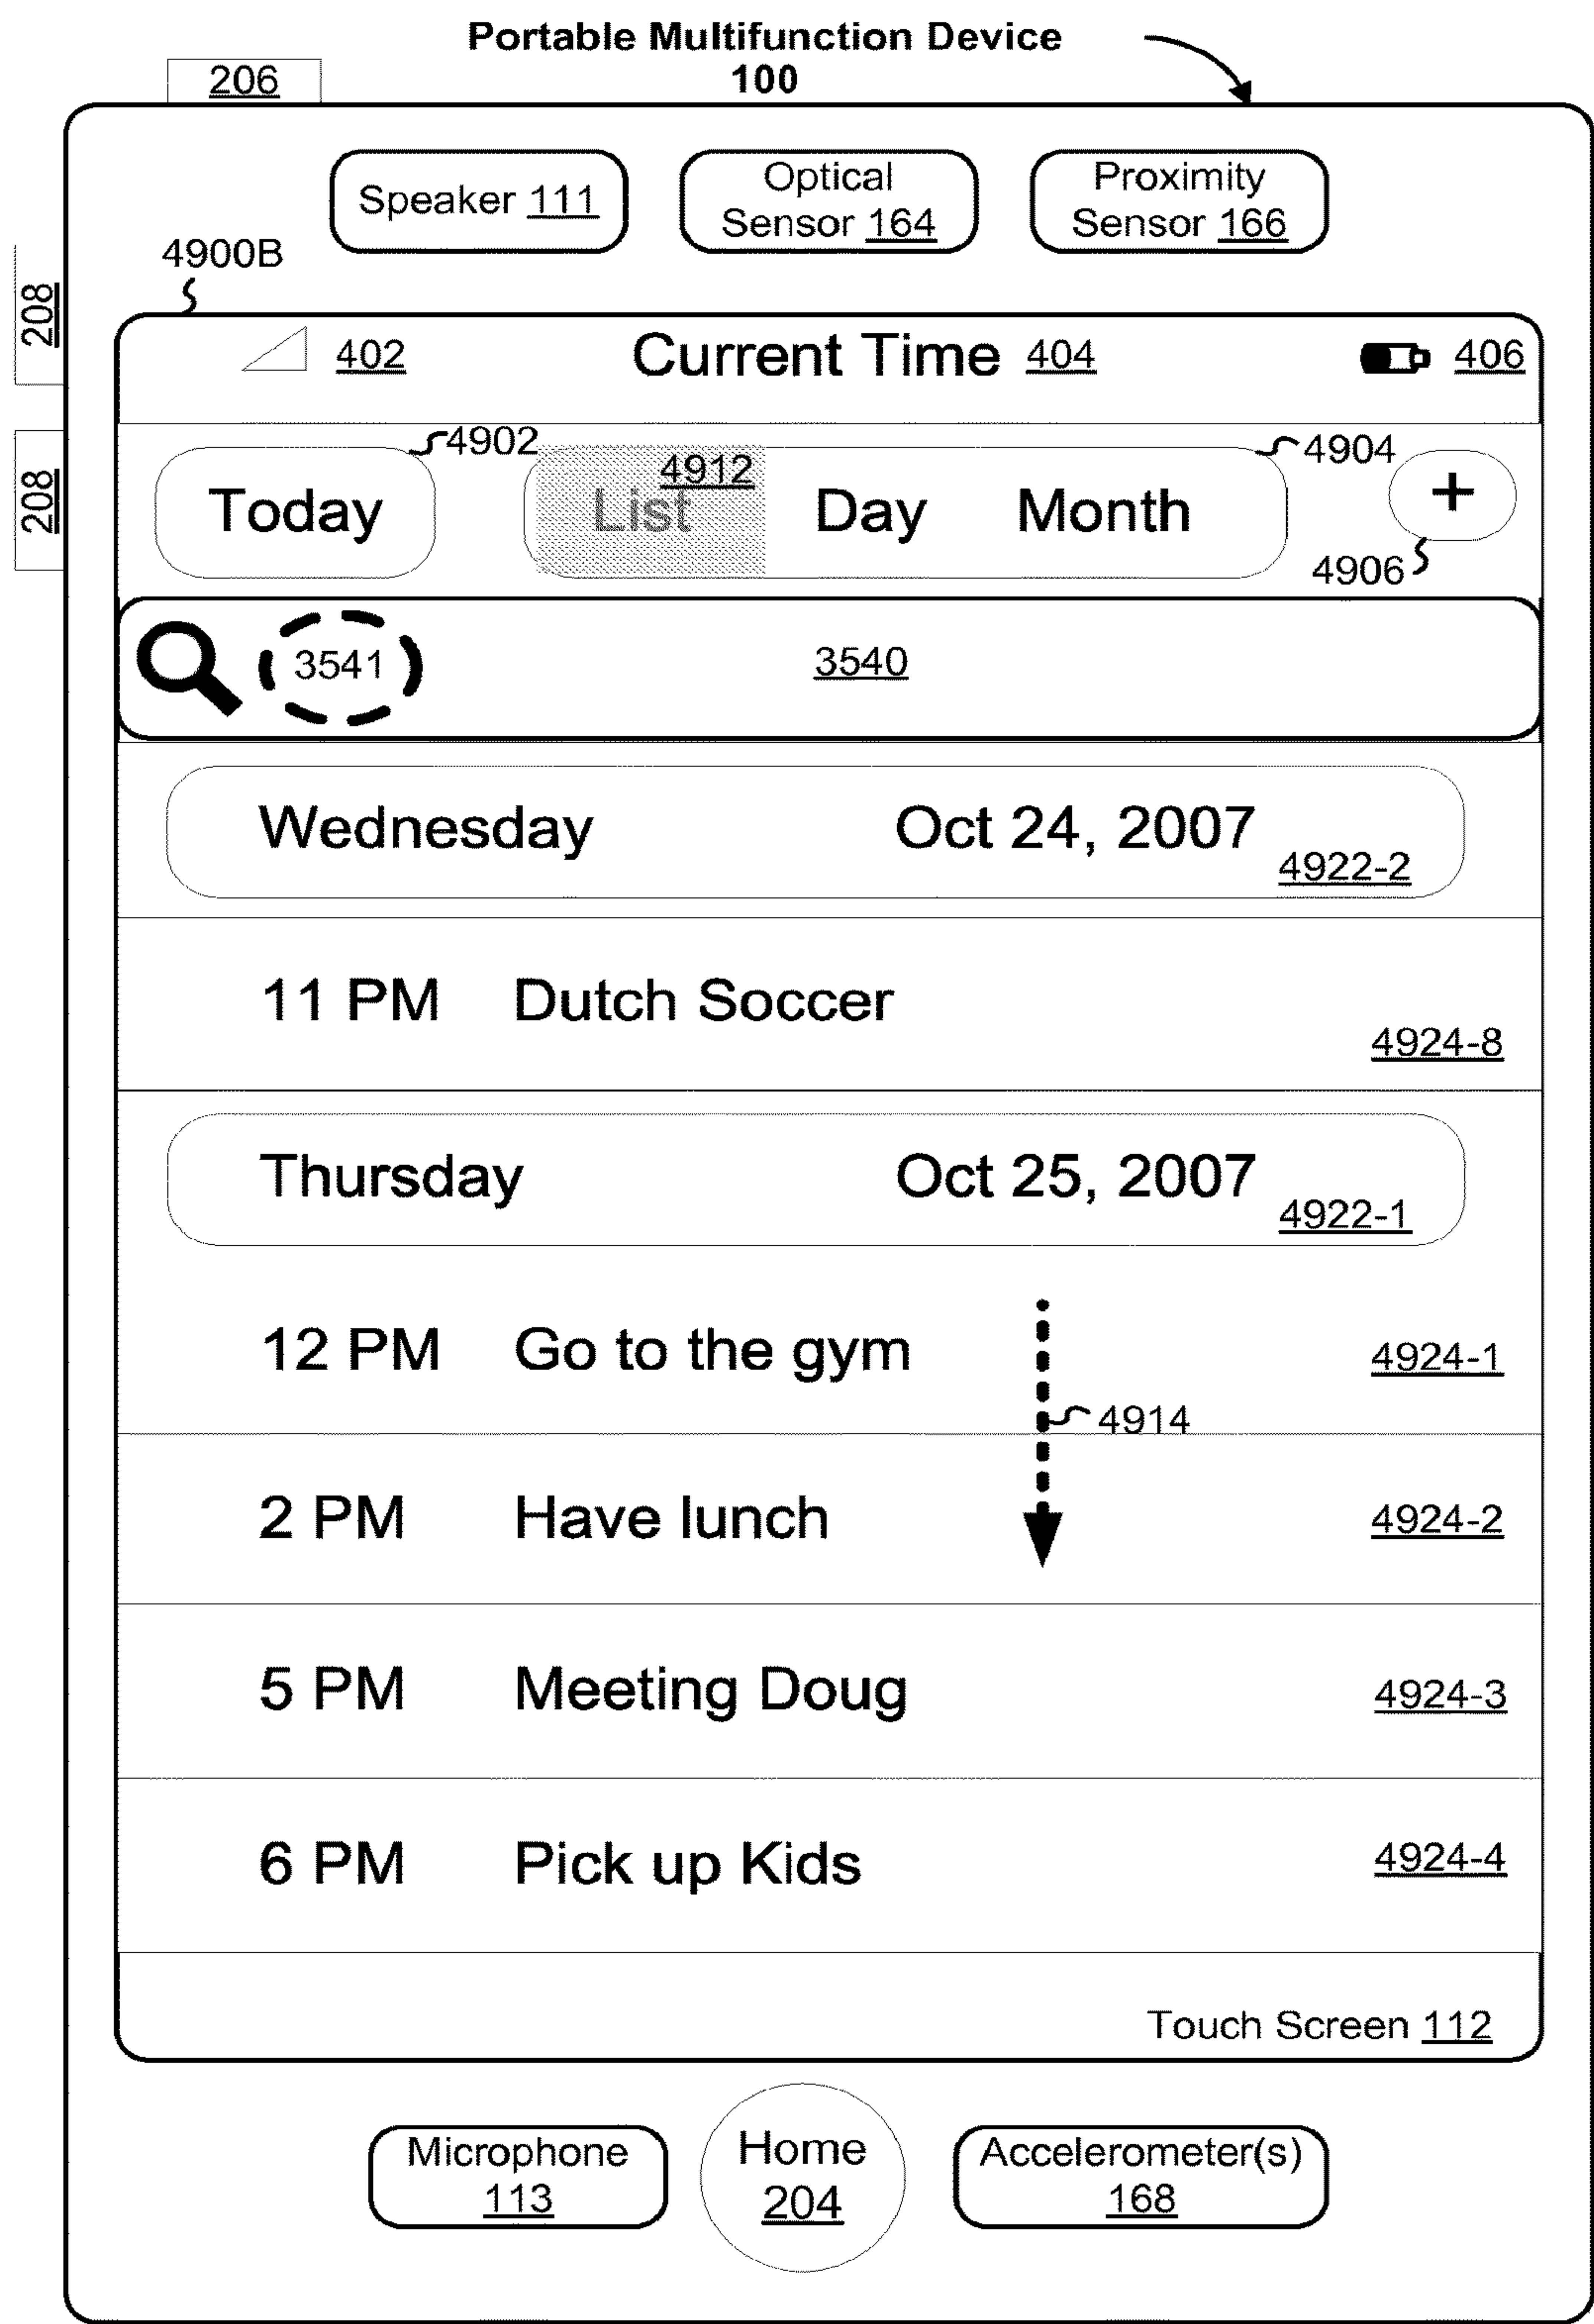 Portable Multifunction Device
100
206
Speaker 111
Optical
Sensor 164
Proximity
Sensor 166
4900B
208
208
402
Current Time 404
406
4902
4912
4904
Today
List
Day
Month
+
4906
3541
3540
Wednesday Oct 24, 2007
4922-2
11 PM Dutch Soccer
4924-8
Thursday Oct 25, 2007
4922-1
12 PM Go to the gym
4924-1
4914
2 PM Have lunch
4924-2
5 PM Meeting Doug
4924-3
6 PM Pick up Kids
4924-4
Touch Screen 112
Microphone
113
Home
204
Accelerometer(s)
168